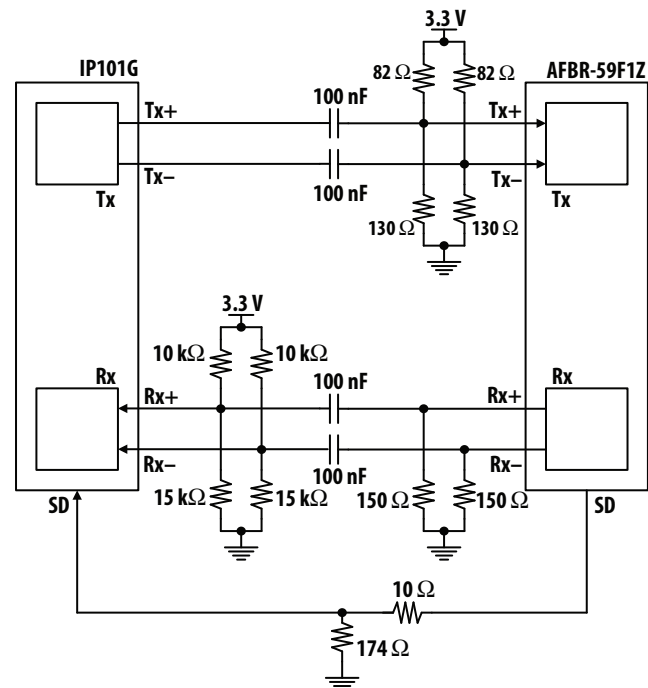 3.3 V
IP101G
AFBR-59F1Z
82 Ω
82 Ω
100 nF
Tx+
Tx+
Tx–
Tx–
100 nF
Tx
Tx
130 Ω
130 Ω
3.3 V
10 kΩ
10 kΩ
100 nF
Rx
Rx
Rx+
Rx+
Rx–
Rx–
100 nF
15 kΩ
15 kΩ
150 Ω
150 Ω
SD
SD
10 Ω
174 Ω